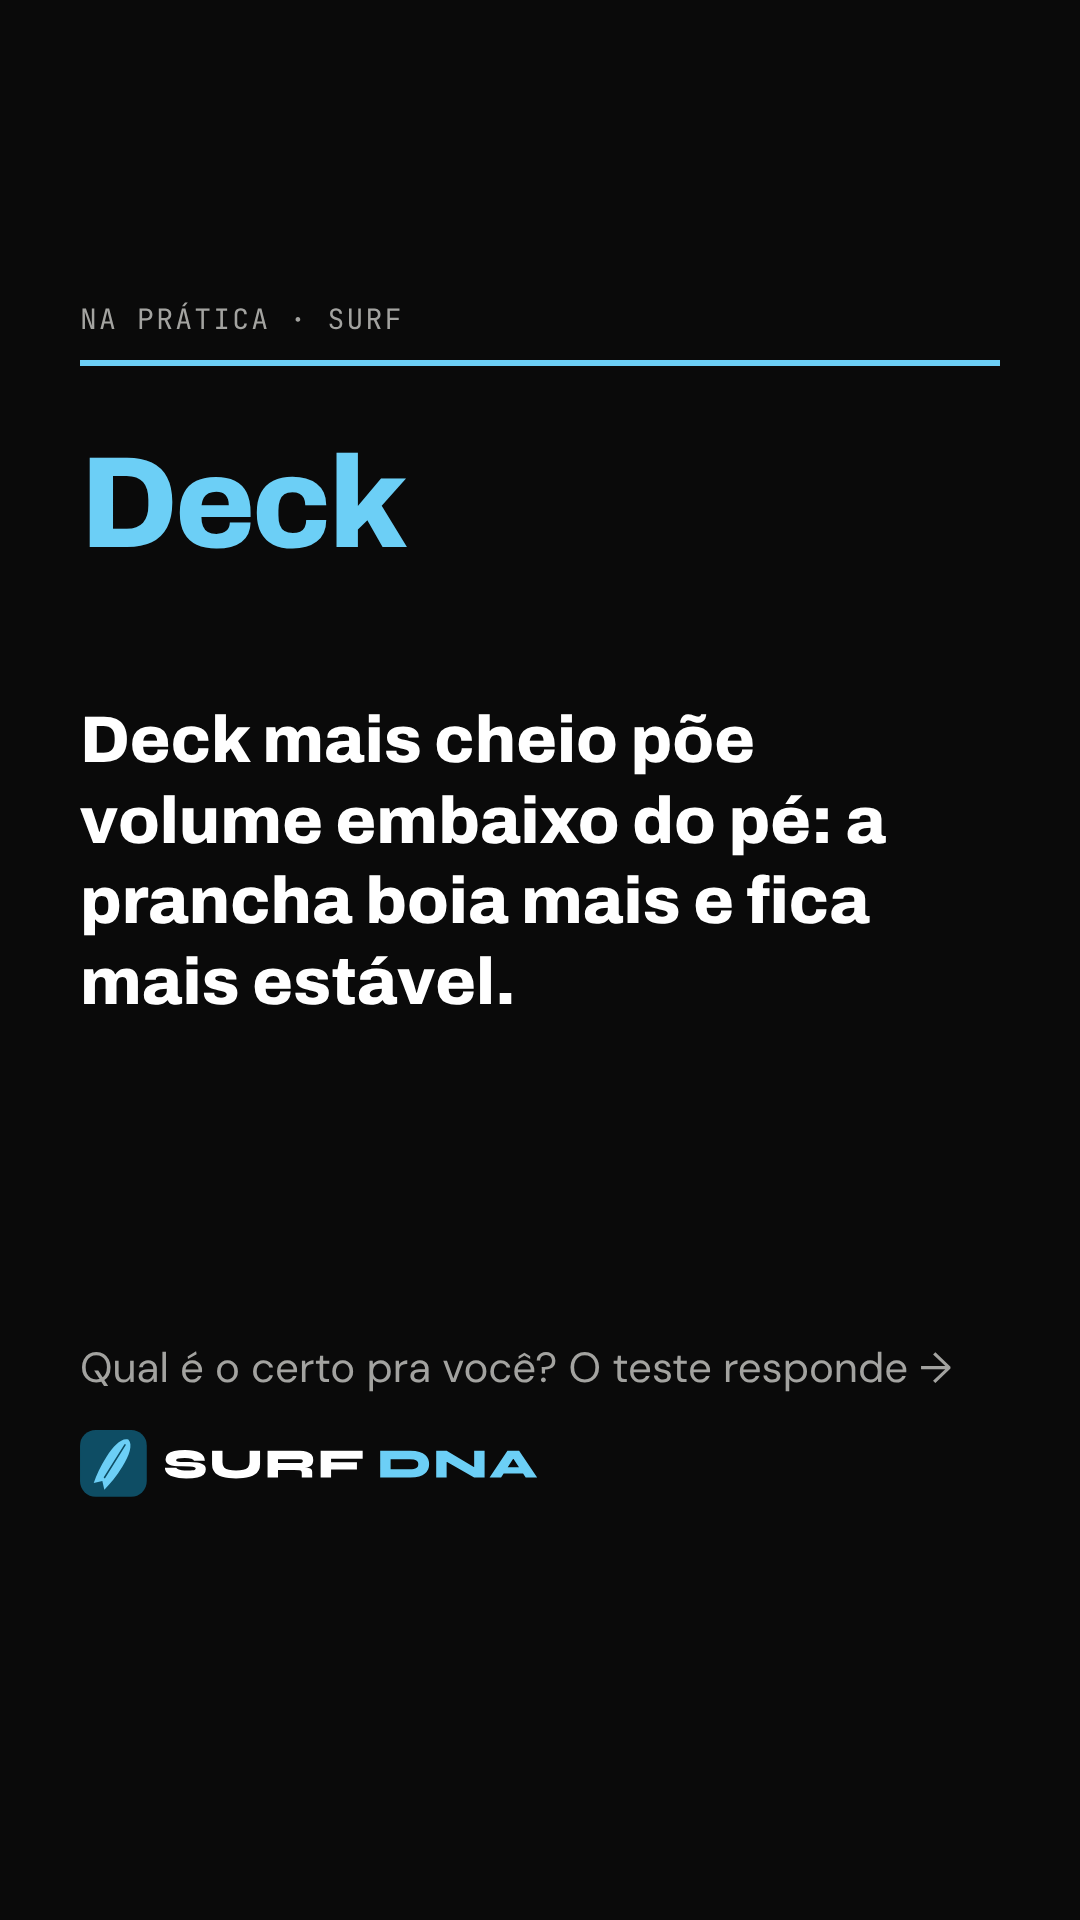 NA PRÁTICA · SURF
Deck
Deck mais cheio põe
volume embaixo do pé: a
prancha boia mais e fica
mais estável.
Qual é o certo pra você? O teste responde →
SURF DNA